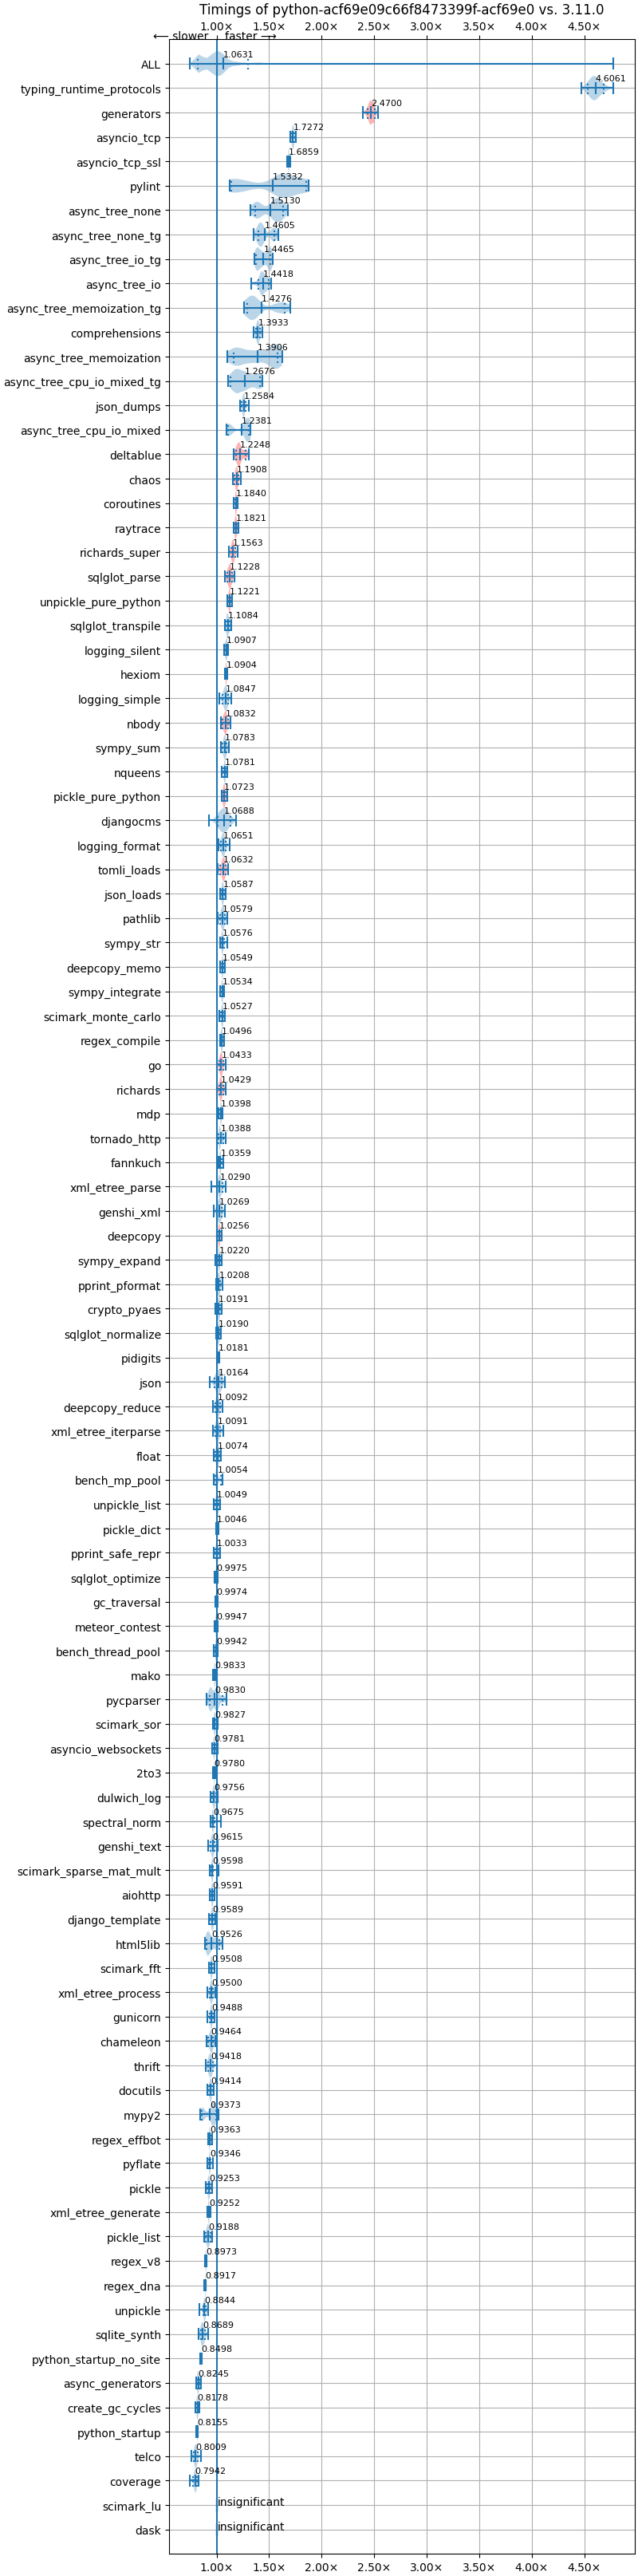 Timings of python-acf69e09c66f8473399f-acf69e0 vs. 3.11.0
1.00× 1.50× 2.00× 2.50× 3.00× 3.50× 4.00× 4.50×
⟵ slower faster ⟶
ALL 1.0631
typing_runtime_protocols 4.6061
generators 2.4700
asyncio_tcp 1.7272
asyncio_tcp_ssl 1.6859
pylint 1.5332
async_tree_none 1.5130
async_tree_none_tg 1.4605
async_tree_io_tg 1.4465
async_tree_io 1.4418
async_tree_memoization_tg 1.4276
comprehensions 1.3933
async_tree_memoization 1.3906
async_tree_cpu_io_mixed_tg 1.2676
json_dumps 1.2584
async_tree_cpu_io_mixed 1.2381
deltablue 1.2248
chaos 1.1908
coroutines 1.1840
raytrace 1.1821
richards_super 1.1563
sqlglot_parse 1.1228
unpickle_pure_python 1.1221
sqlglot_transpile 1.1084
logging_silent 1.0907
hexiom 1.0904
logging_simple 1.0847
nbody 1.0832
sympy_sum 1.0783
nqueens 1.0781
pickle_pure_python 1.0723
djangocms 1.0688
logging_format 1.0651
tomli_loads 1.0632
json_loads 1.0587
pathlib 1.0579
sympy_str 1.0576
deepcopy_memo 1.0549
sympy_integrate 1.0534
scimark_monte_carlo 1.0527
regex_compile 1.0496
go 1.0433
richards 1.0429
mdp 1.0398
tornado_http 1.0388
fannkuch 1.0359
xml_etree_parse 1.0290
genshi_xml 1.0269
deepcopy 1.0256
sympy_expand 1.0220
pprint_pformat 1.0208
crypto_pyaes 1.0191
sqlglot_normalize 1.0190
pidigits 1.0181
json 1.0164
deepcopy_reduce 1.0092
xml_etree_iterparse 1.0091
float 1.0074
bench_mp_pool 1.0054
unpickle_list 1.0049
pickle_dict 1.0046
pprint_safe_repr 1.0033
sqlglot_optimize 0.9975
gc_traversal 0.9974
meteor_contest 0.9947
bench_thread_pool 0.9942
mako 0.9833
pycparser 0.9830
scimark_sor 0.9827
asyncio_websockets 0.9781
2to3 0.9780
dulwich_log 0.9756
spectral_norm 0.9675
genshi_text 0.9615
scimark_sparse_mat_mult 0.9598
aiohttp 0.9591
django_template 0.9589
html5lib 0.9526
scimark_fft 0.9508
xml_etree_process 0.9500
gunicorn 0.9488
chameleon 0.9464
thrift 0.9418
docutils 0.9414
mypy2 0.9373
regex_effbot 0.9363
pyflate 0.9346
pickle 0.9253
xml_etree_generate 0.9252
pickle_list 0.9188
regex_v8 0.8973
regex_dna 0.8917
unpickle 0.8844
sqlite_synth 0.8689
python_startup_no_site 0.8498
async_generators 0.8245
create_gc_cycles 0.8178
python_startup 0.8155
telco 0.8009
coverage 0.7942
scimark_lu insignificant
dask insignificant
1.00× 1.50× 2.00× 2.50× 3.00× 3.50× 4.00× 4.50×